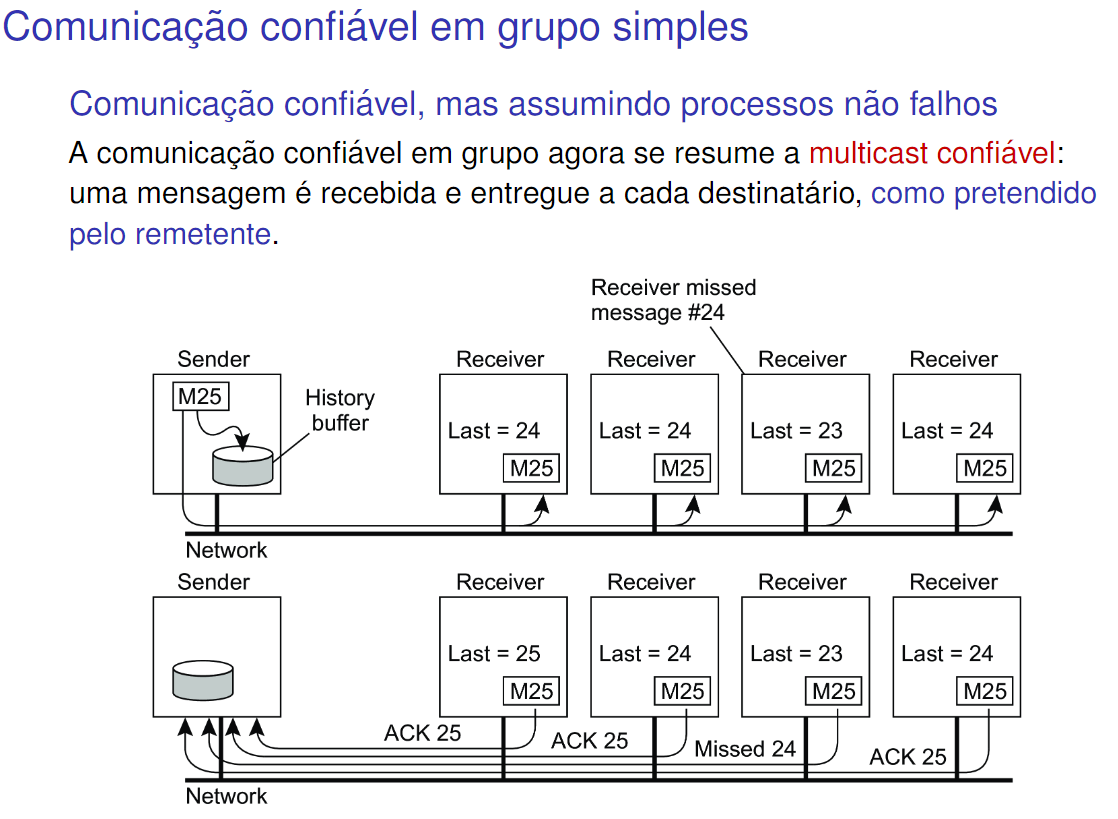 Comunicação confiável em grupo simples
Comunicação confiável, mas assumindo processos não falhos
A comunicação confiável em grupo agora se resume a multicast confiável:
uma mensagem é recebida e entregue a cada destinatário, como pretendido
pelo remetente.
Receiver missed
message #24
Sender
Receiver
Receiver
Receiver
Receiver
M25
History
buffer
Last = 24
Last = 24
Last = 23
Last = 24
M25
M25
M25
M25
Network
Sender
Receiver
Receiver
Receiver
Receiver
Last = 25
Last = 24
Last = 23
Last = 24
M25
M25
M25
M25
ACK 25
ACK 25
Missed 24
ACK 25
Network